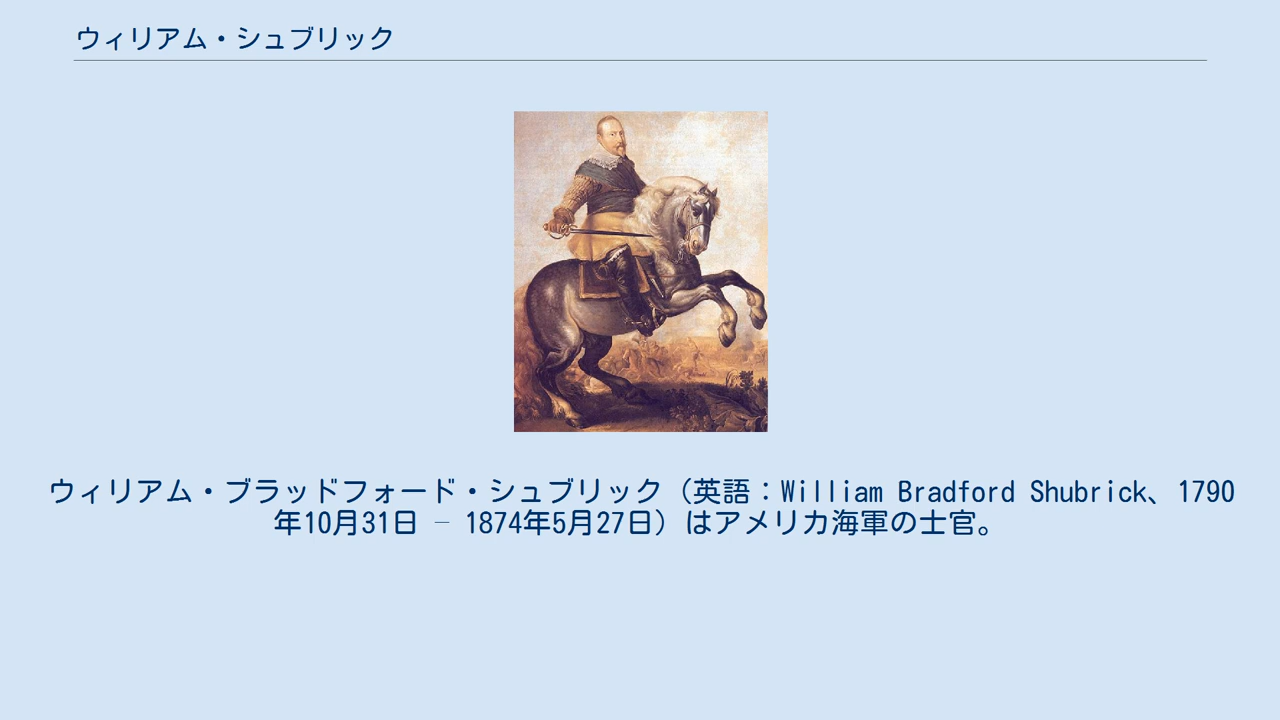 ウィリアム・シュブリック
ウィリアム・ブラッドフォード・シュブリック（英語：William Bradford Shubrick、1790
年10月31日 – 1874年5月27日）はアメリカ海軍の士官。